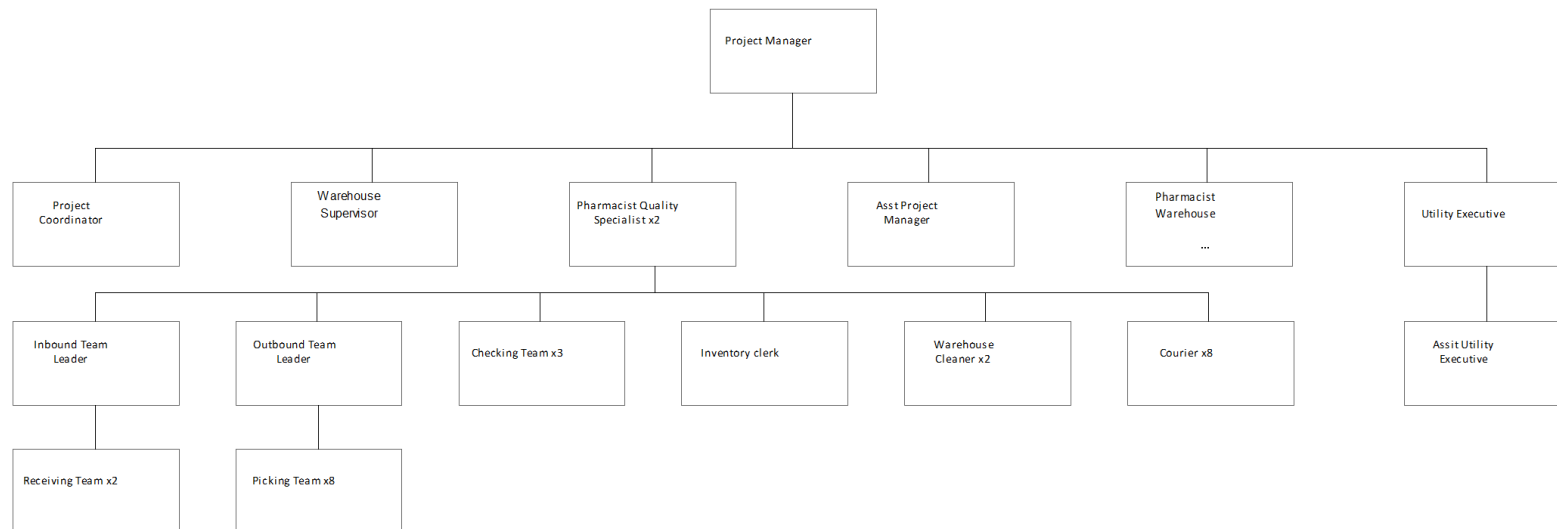 Project Manager
Project
Coordinator
Warehouse
Supervisor
Pharmacist Quality
Specialist x2
Asst Project
Manager
Pharmacist
Warehouse
...
Utility Executive
Inbound Team
Leader
Outbound Team
Leader
Checking Team x3
Inventory clerk
Warehouse
Cleaner x2
Courier x8
Assit Utility
Executive
Receiving Team x2
Picking Team x8